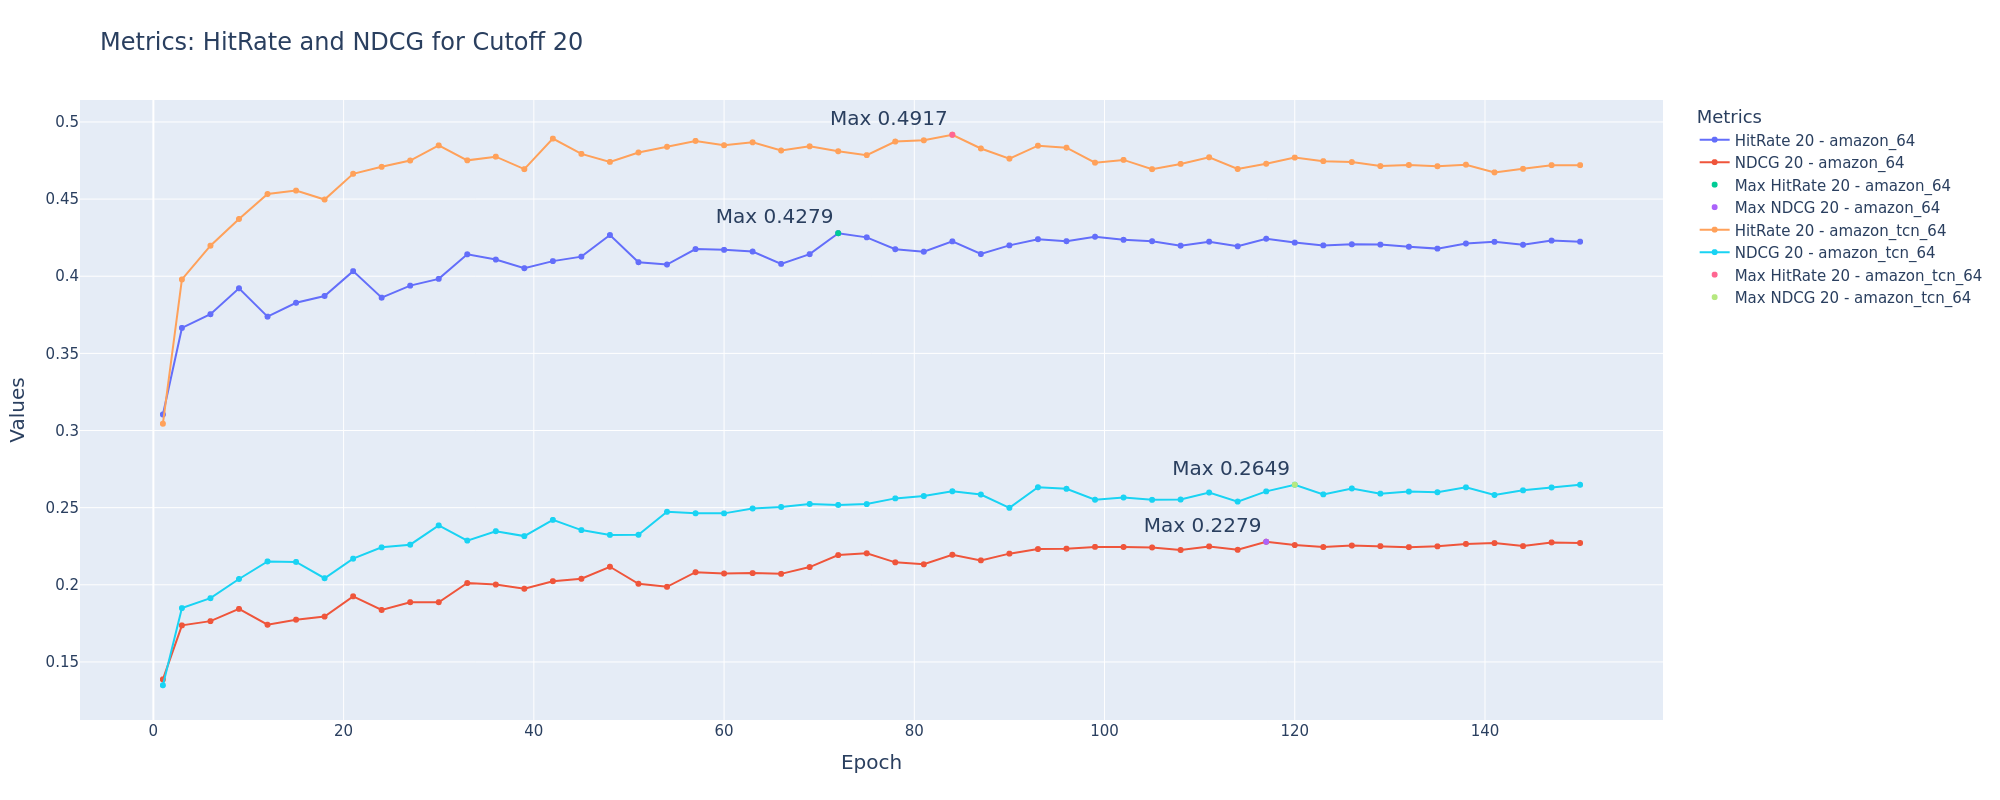 Metrics: HitRate and NDCG for Cutoff 20
Max 0.4917
Max 0.4279
Max 0.2649
Max 0.2279
0.5
0.45
0.4
0.35
0.3
0.25
0.2
0.15
Values
0 20 40 60 80 100 120 140
Epoch
Metrics
HitRate 20 - amazon_64
NDCG 20 - amazon_64
Max HitRate 20 - amazon_64
Max NDCG 20 - amazon_64
HitRate 20 - amazon_tcn_64
NDCG 20 - amazon_tcn_64
Max HitRate 20 - amazon_tcn_64
Max NDCG 20 - amazon_tcn_64